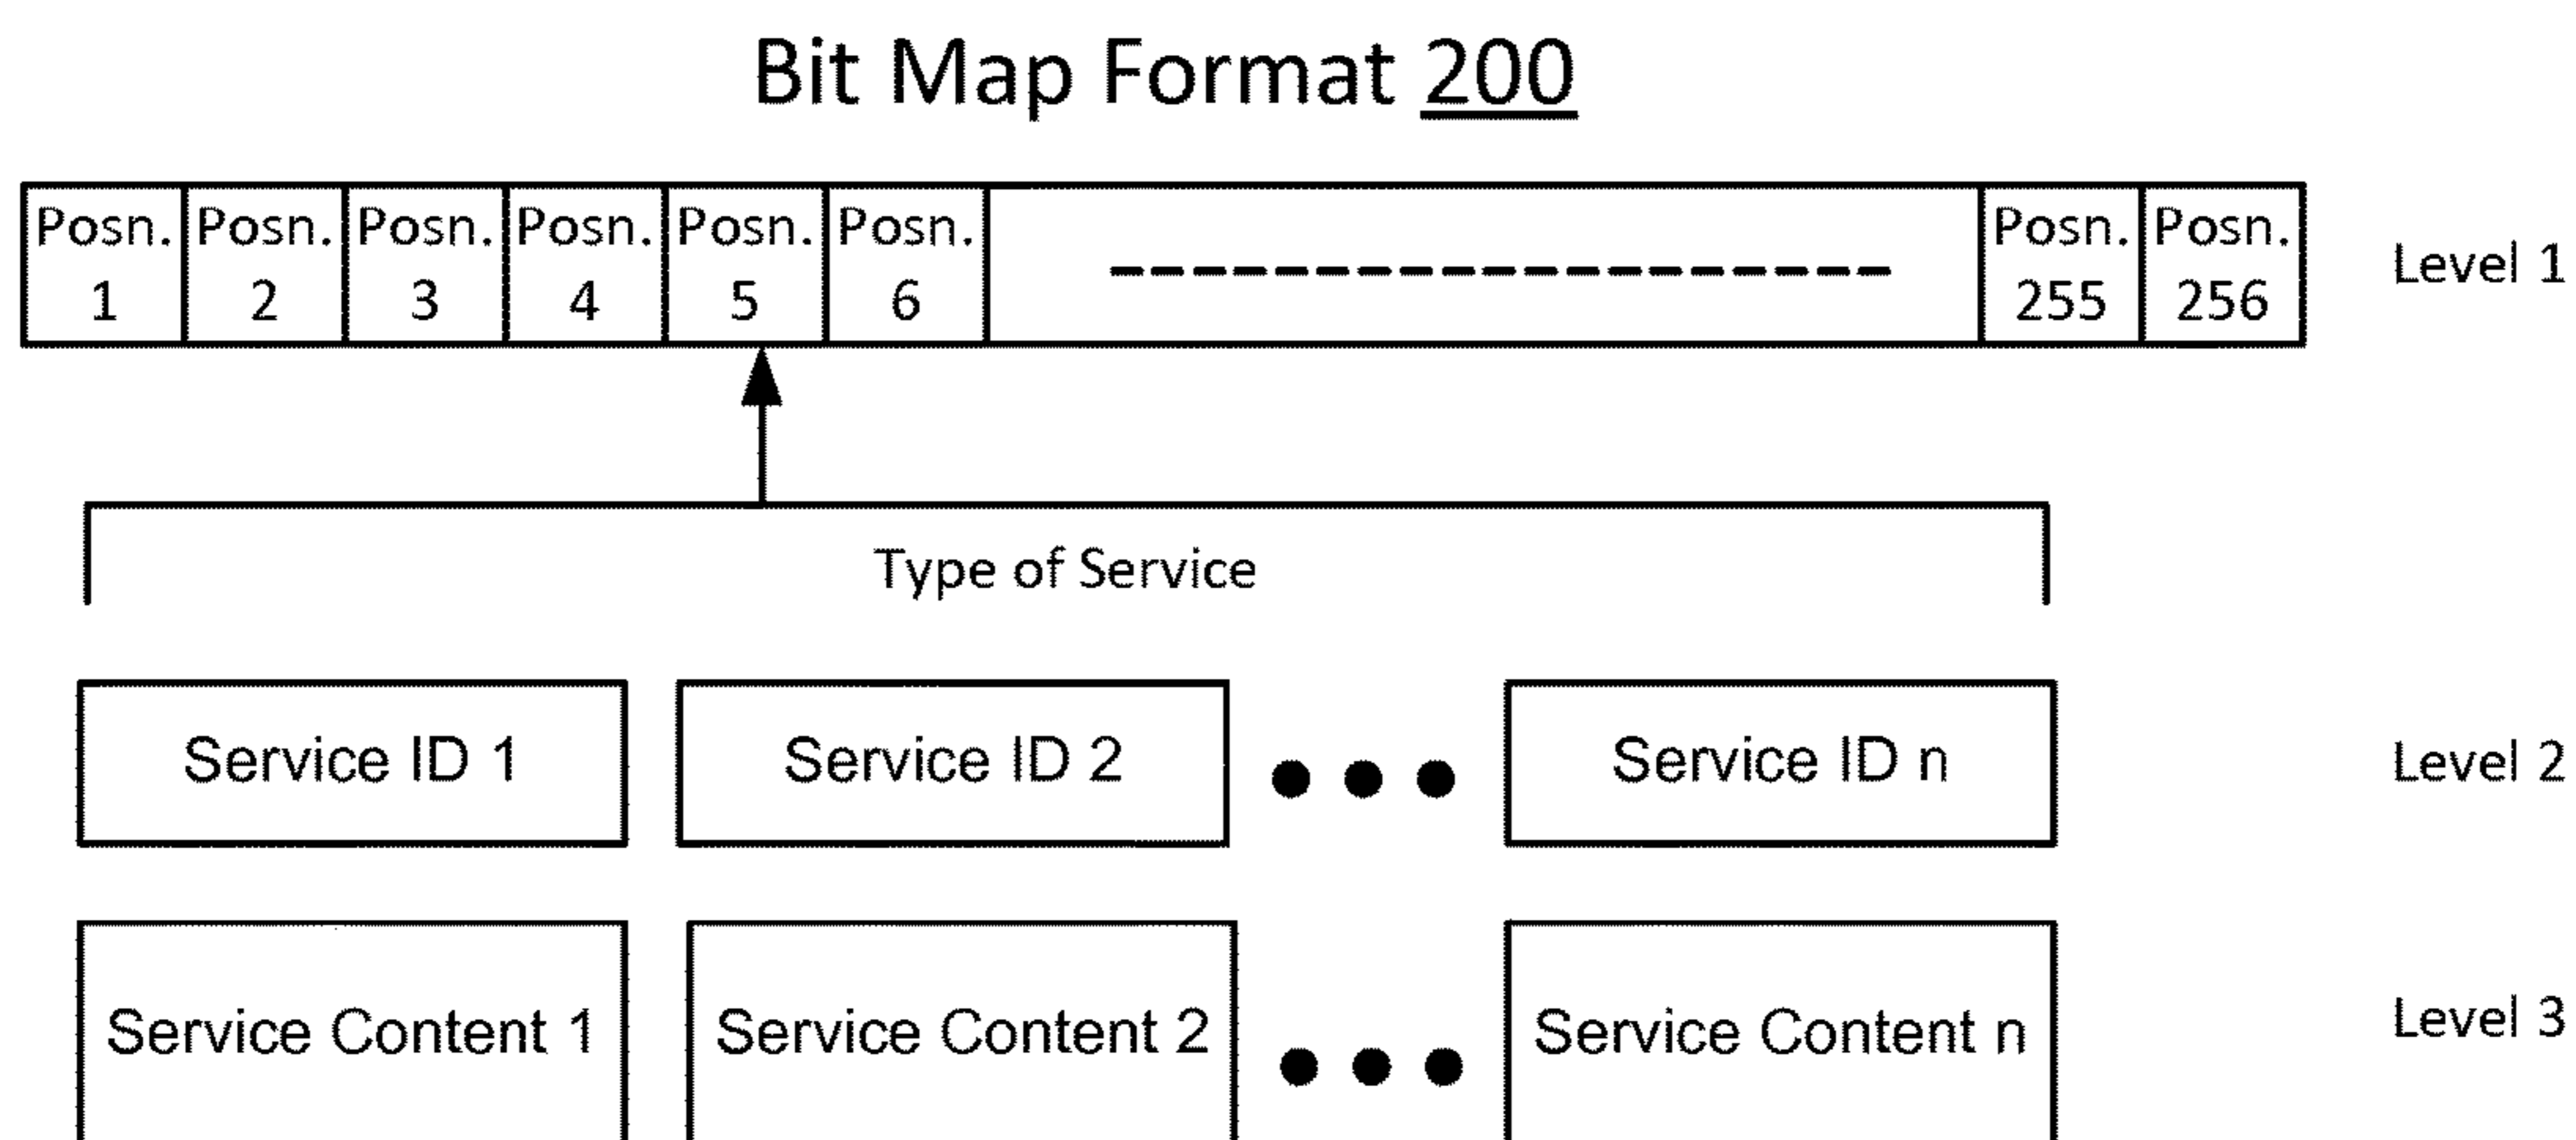 Bit Map Format 200
Posn. 1 Posn. 2 Posn. 3 Posn. 4 Posn. 5 Posn. 6 Posn. 255 Posn. 256 Level 1
Type of Service
Service ID 1 Service ID 2 Service ID n Level 2
Service Content 1 Service Content 2 Service Content n Level 3